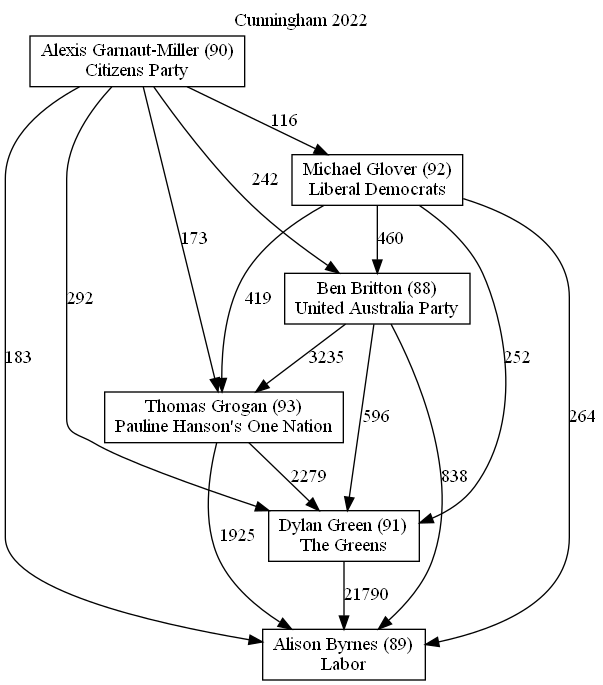 Cunningham 2022
Alexis Garnaut-Miller (90)
Citizens Party
116
Michael Glover (92)
Liberal Democrats
242
173
460
Ben Britton (88)
United Australia Party
292
419
183
3235
252
264
Thomas Grogan (93)
Pauline Hanson's One Nation
596
2279
838
1925
Dylan Green (91)
The Greens
21790
Alison Byrnes (89)
Labor